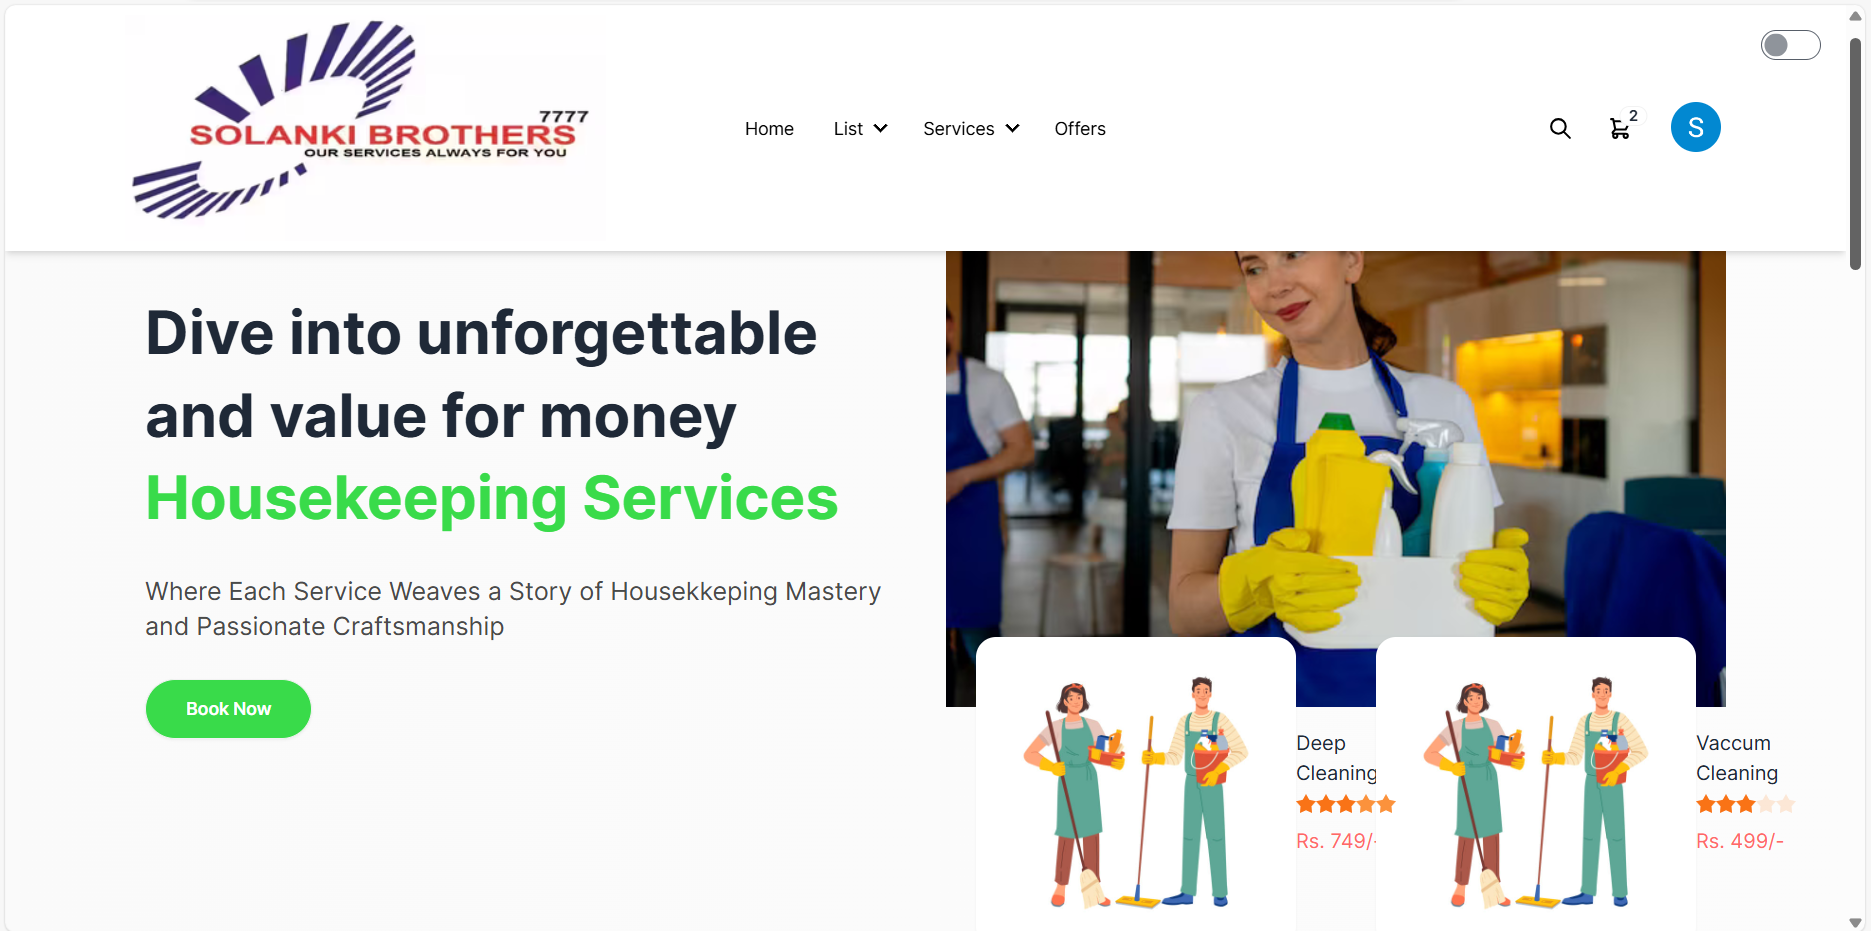 7777
SOLANKI BROTHERS
OUR SERVICES ALWAYS FOR YOU
Home
List
Services
Offers
2
S
Dive into unforgettable
and value for money
Housekeeping Services
Where Each Service Weaves a Story of Housekkeping Mastery
and Passionate Craftsmanship
Book Now
Deep
Cleaning
Rs. 749/-
Vaccum
Cleaning
Rs. 499/-